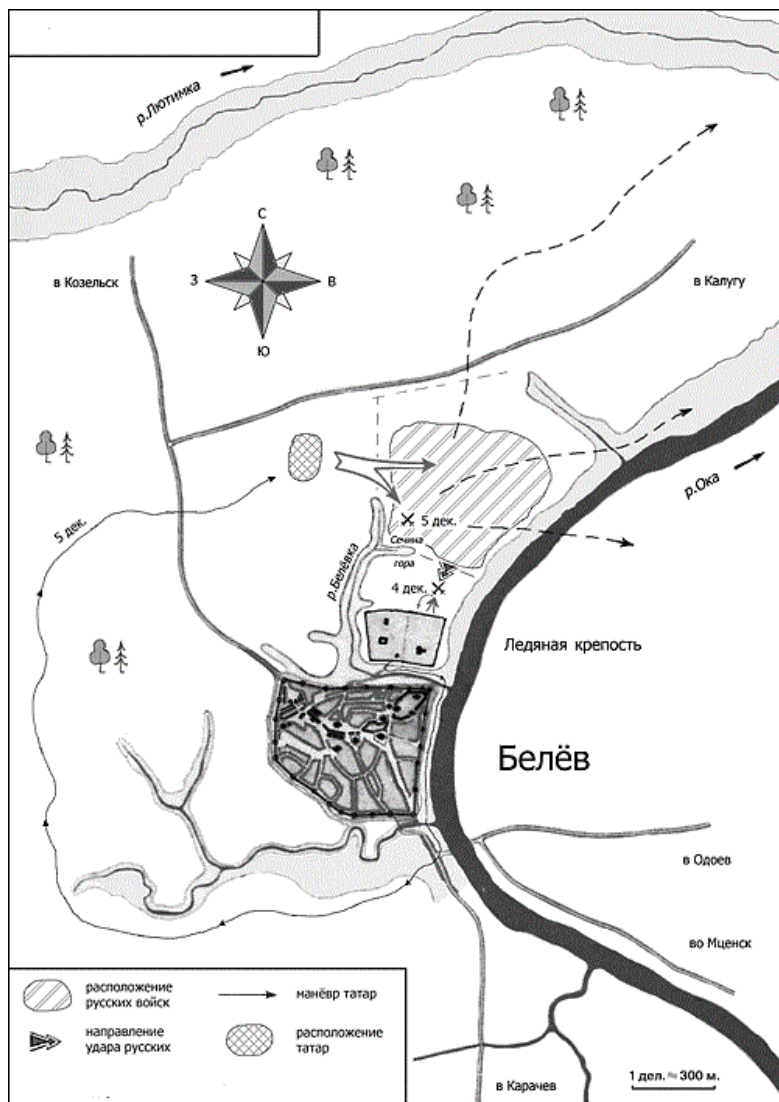 р.Лютимка
С
З
В
Ю
в Козельск
в Калугу
р.Ока
5 дек.
5 дек.
Сечина
гора
р.Белёвка
4 дек.
Ледяная крепость
Белёв
в Одоев
во Мценск
расположение
русских войск
манёвр татар
направление
удара русских
расположение
татар
в Карачев
1 дел. ≈ 300 м.